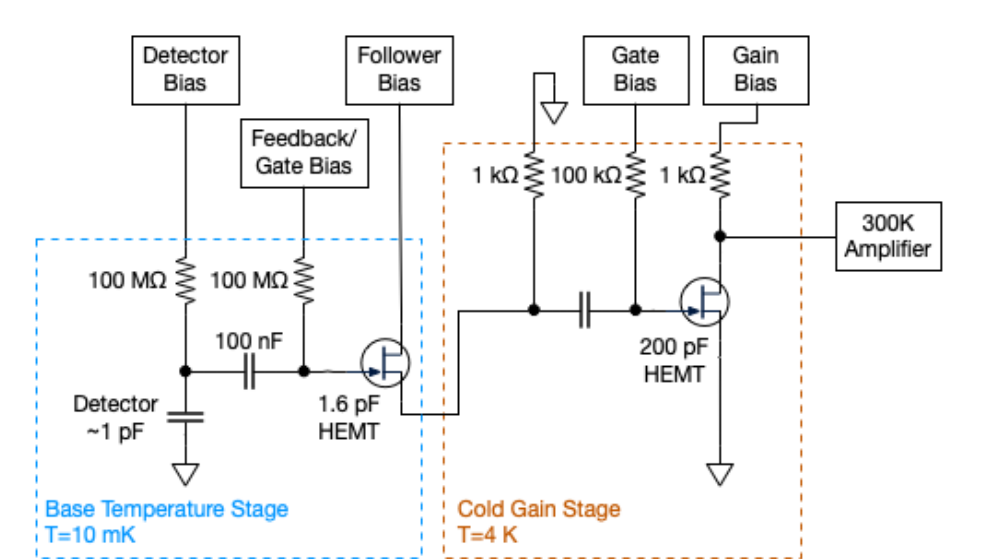 Detector
Bias
Follower
Bias
Gate
Bias
Gain
Bias
Feedback/
Gate Bias
1 kΩ
100 kΩ
1 kΩ
300K
Amplifier
100 MΩ
100 MΩ
100 nF
200 pF
HEMT
Detector
~1 pF
1.6 pF
HEMT
Base Temperature Stage
T=10 mK
Cold Gain Stage
T=4 K